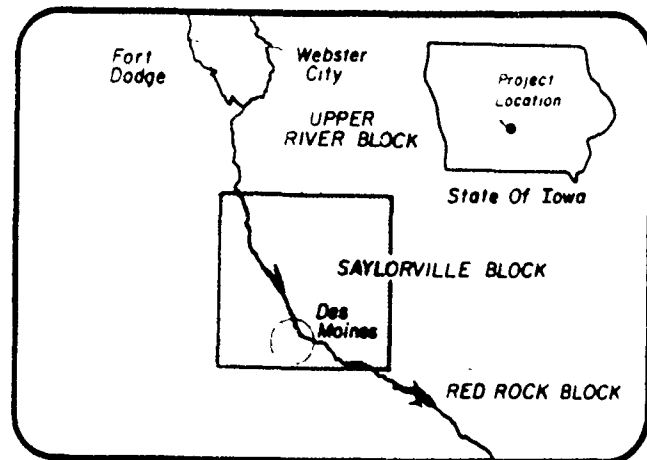 Fort
Dodge
Webster
City
UPPER
RIVER BLOCK
Project
Location
State Of Iowa
SAYLORVILLE BLOCK
Des
Moines
RED ROCK BLOCK